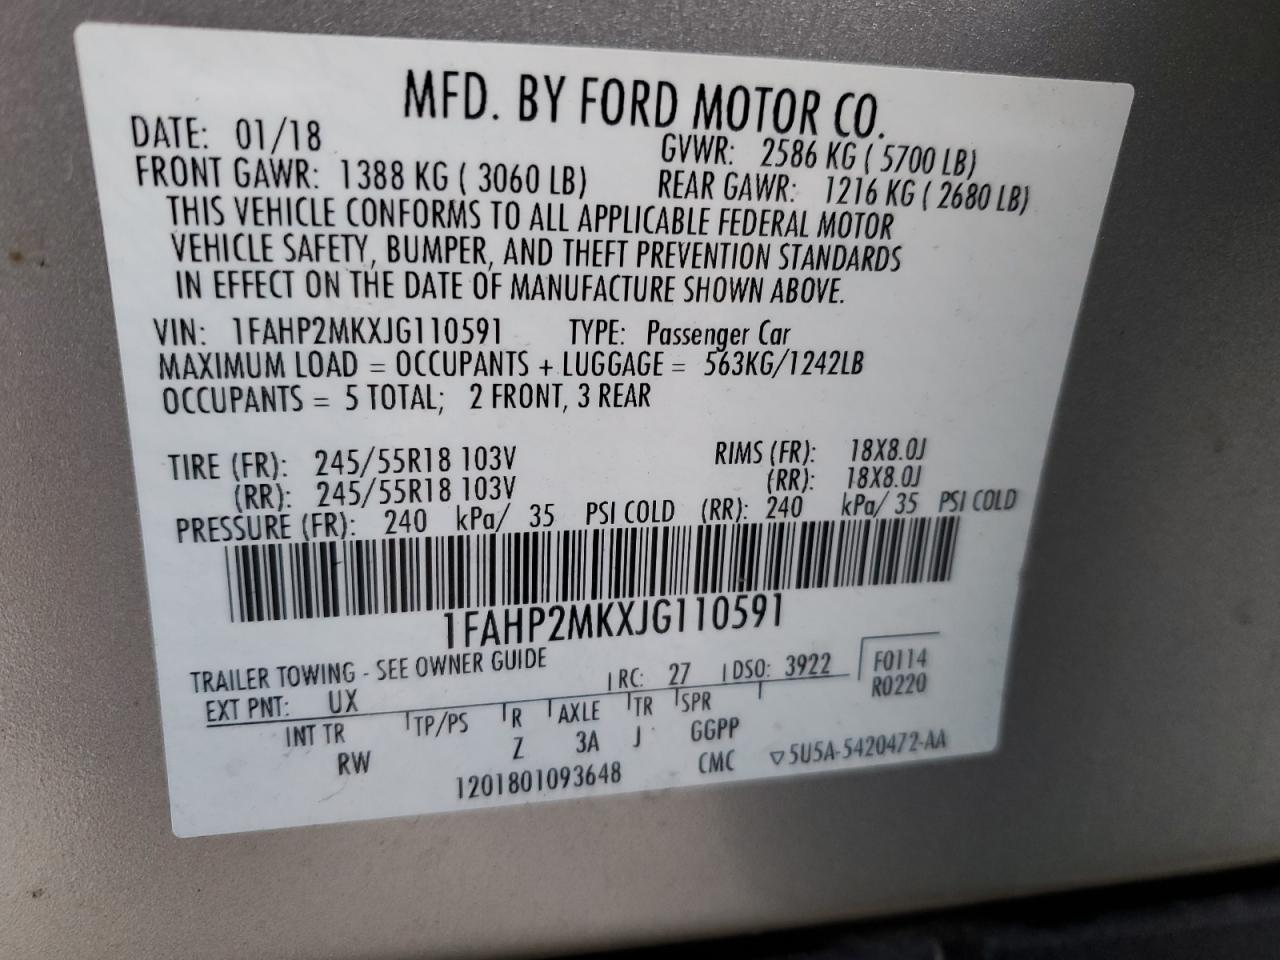 MFD. BY FORD MOTOR CO.
DATE: 01/18 GVWR: 2586 KG ( 5700 LB)
FRONT GAWR: 1388 KG ( 3060 LB) REAR GAWR: 1216 KG ( 2680 LB)
THIS VEHICLE CONFORMS TO ALL APPLICABLE FEDERAL MOTOR
VEHICLE SAFETY, BUMPER, AND THEFT PREVENTION STANDARDS
IN EFFECT ON THE DATE OF MANUFACTURE SHOWN ABOVE.
VIN: 1FAHP2MKXJG110591 TYPE: Passenger Car
MAXIMUM LOAD = OCCUPANTS + LUGGAGE = 563KG/1242LB
OCCUPANTS = 5 TOTAL; 2 FRONT, 3 REAR
TIRE (FR): 245/55R18 103V RIMS (FR): 18X8.0J
(RR): 245/55R18 103V (RR): 18X8.0J
PRESSURE (FR): 240 kPa/ 35 PSI COLD (RR): 240 kPa/ 35 PSI COLD
1FAHP2MKXJG110591
TRAILER TOWING - SEE OWNER GUIDE F0114
EXT PNT: UX RC: 27 DSO: 3922 R0220
INT TR TP/PS R AXLE TR SPR
RW Z 3A J GGPP
1201801093648 CMC ▽5U5A-5420472-AA